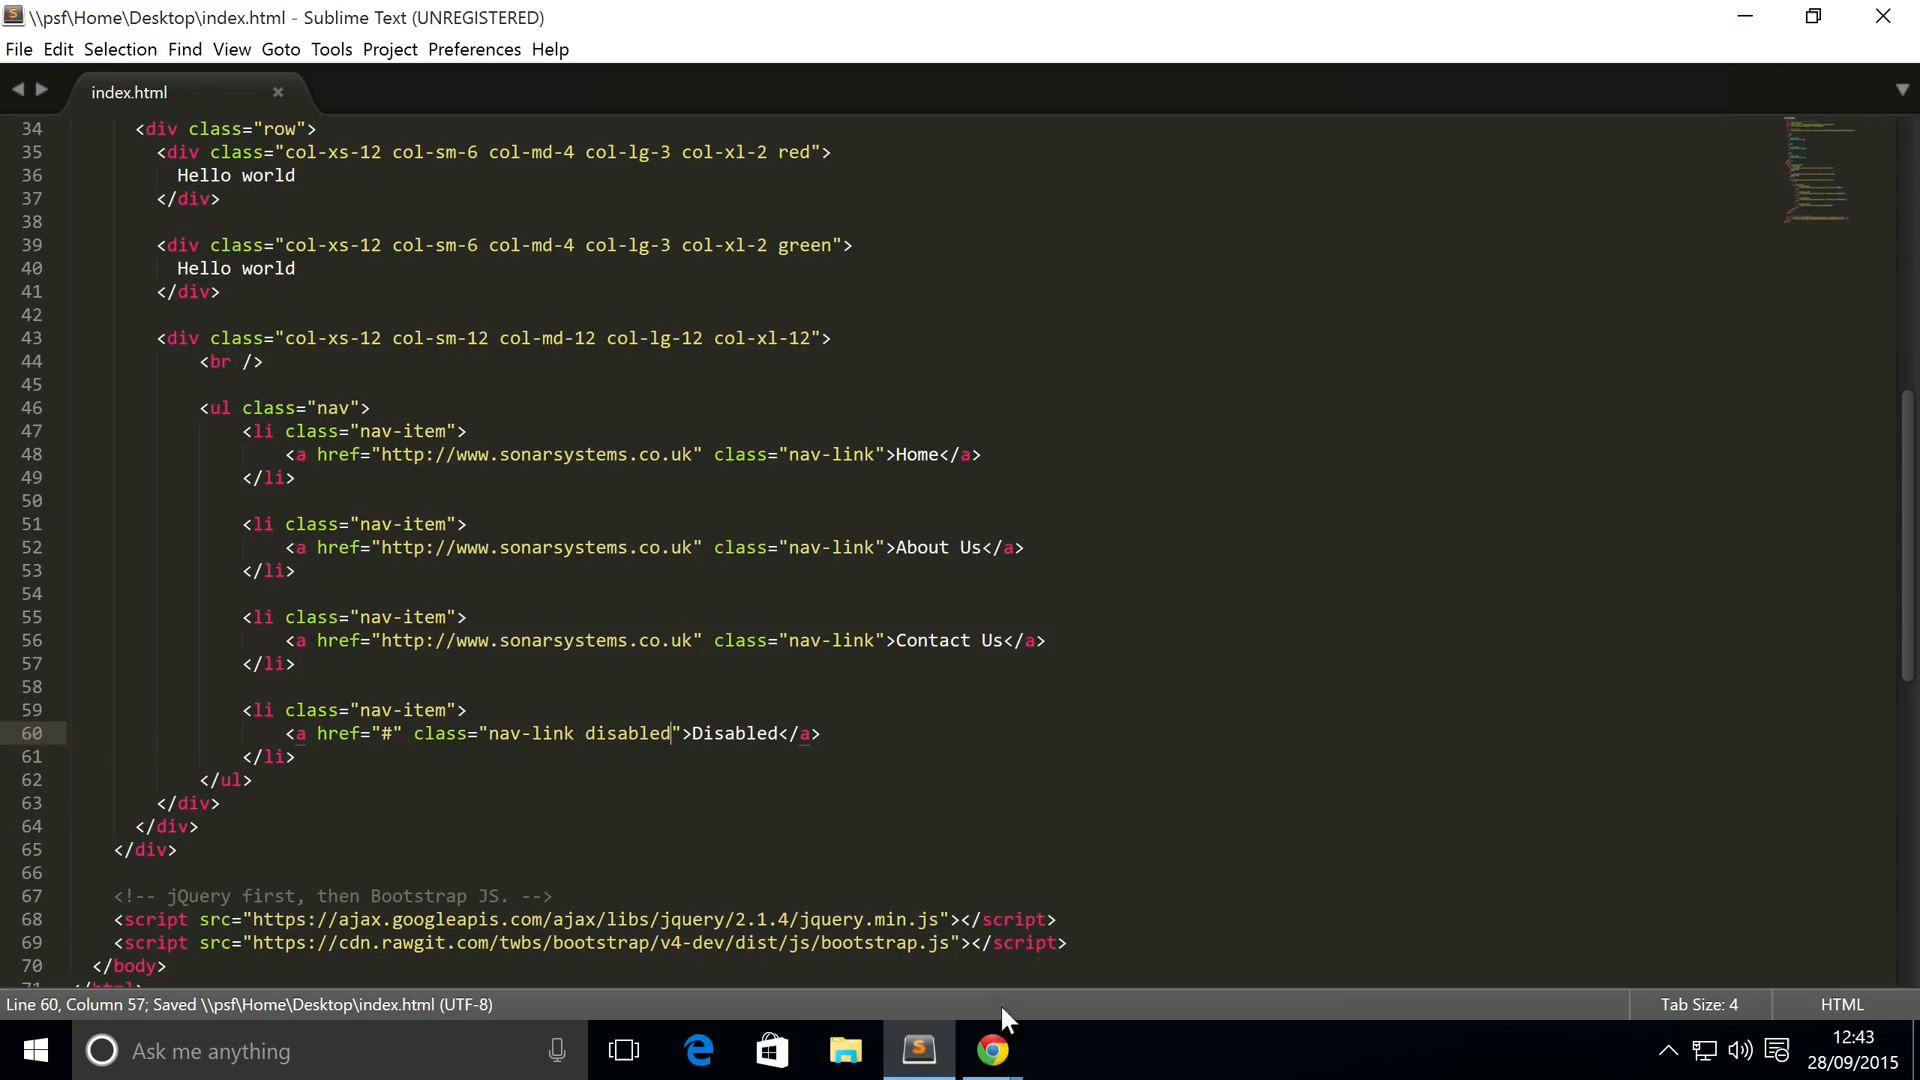 \\psf\Home\Desktop\index.html - Sublime Text (UNREGISTERED)
File Edit Selection Find View Goto Tools Project Preferences Help
index.html
34 <div class="row">
35 <div class="col-xs-12 col-sm-6 col-md-4 col-lg-3 col-xl-2 red">
36 Hello world
37 </div>
38
39 <div class="col-xs-12 col-sm-6 col-md-4 col-lg-3 col-xl-2 green">
40 Hello world
41 </div>
42
43 <div class="col-xs-12 col-sm-12 col-md-12 col-lg-12 col-xl-12">
44 <br />
45
46 <ul class="nav">
47 <li class="nav-item">
48 <a href="http://www.sonarsystems.co.uk" class="nav-link">Home</a>
49 </li>
50
51 <li class="nav-item">
52 <a href="http://www.sonarsystems.co.uk" class="nav-link">About Us</a>
53 </li>
54
55 <li class="nav-item">
56 <a href="http://www.sonarsystems.co.uk" class="nav-link">Contact Us</a>
57 </li>
58
59 <li class="nav-item">
60 <a href="#" class="nav-link disabled">Disabled</a>
61 </li>
62 </ul>
63 </div>
64 </div>
65 </div>
66
67 <!-- jQuery first, then Bootstrap JS. -->
68 <script src="https://ajax.googleapis.com/ajax/libs/jquery/2.1.4/jquery.min.js"></script>
69 <script src="https://cdn.rawgit.com/twbs/bootstrap/v4-dev/dist/js/bootstrap.js"></script>
70 </body>
71 </html>
Line 60, Column 57; Saved \\psf\Home\Desktop\index.html (UTF-8)
Tab Size: 4
HTML
Ask me anything
12:43
28/09/2015